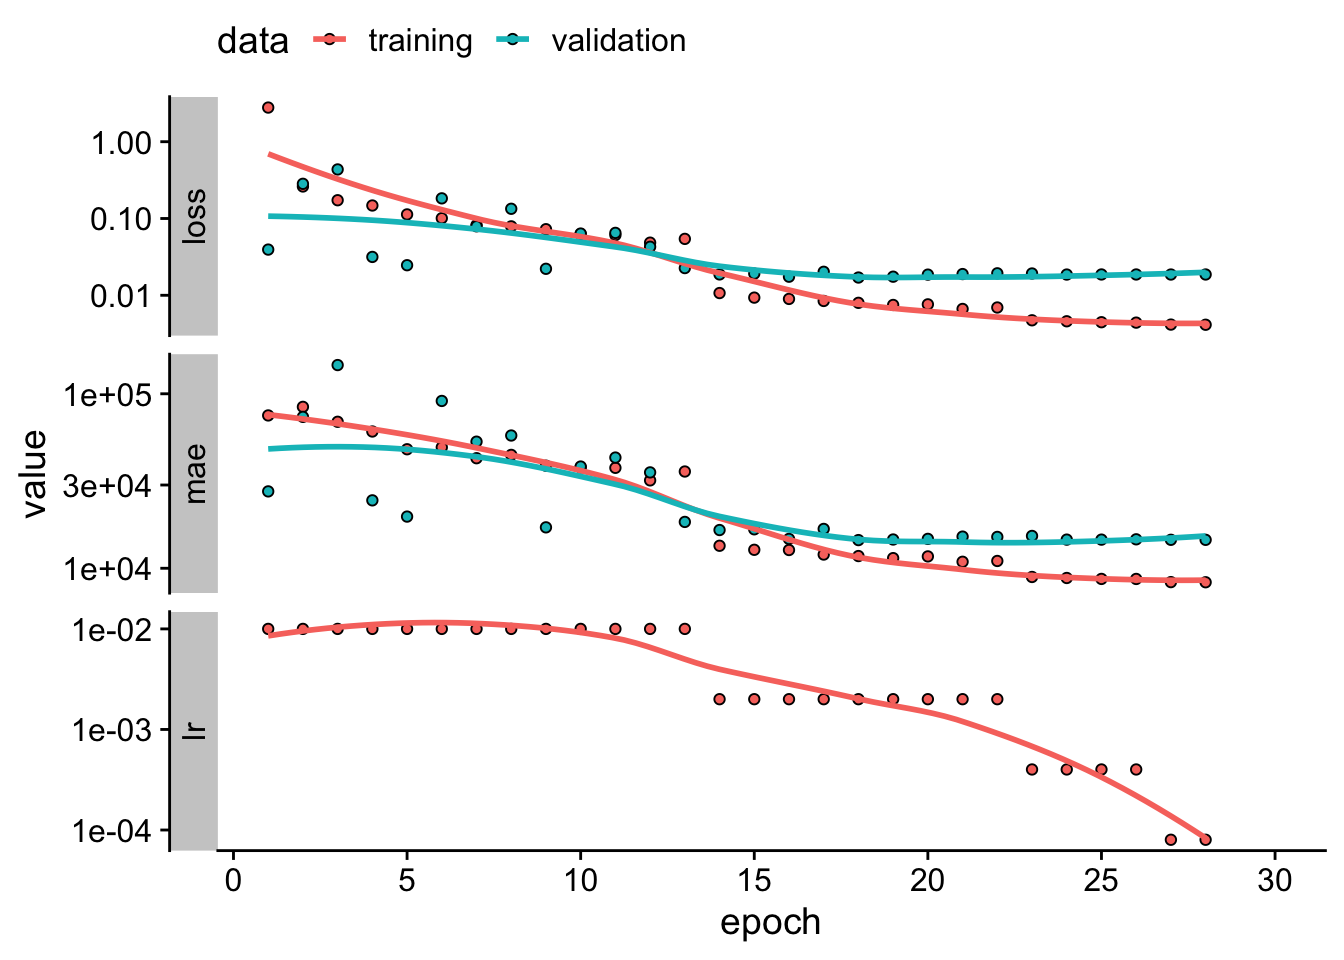 data training validation
loss
1.00
0.10
0.01
mae
1e+05
3e+04
1e+04
lr
1e-02
1e-03
1e-04
value
0 5 10 15 20 25 30
epoch